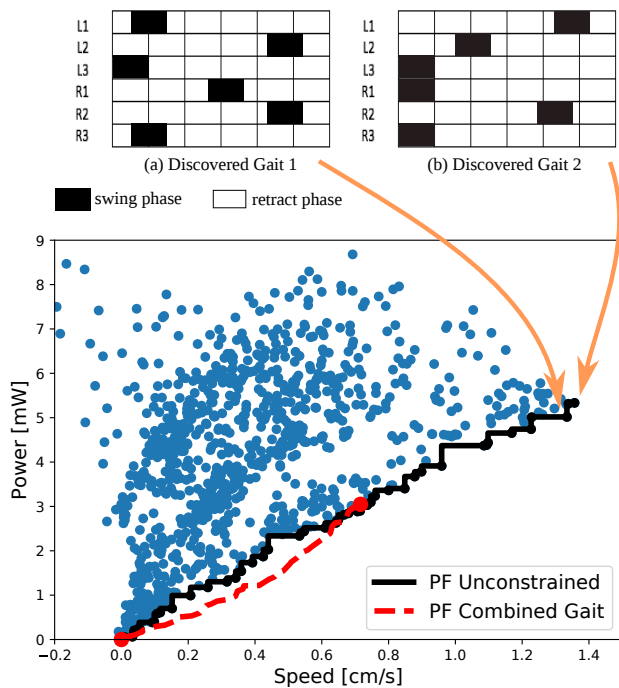 L1
L2
L3
R1
R2
R3
L1
L2
L3
R1
R2
R3
(a) Discovered Gait 1
(b) Discovered Gait 2
swing phase
retract phase
9
8
7
6
5
4
3
2
1
0
Power [mW]
PF Unconstrained
PF Combined Gait
−0.2 0.0 0.2 0.4 0.6 0.8 1.0 1.2 1.4
Speed [cm/s]